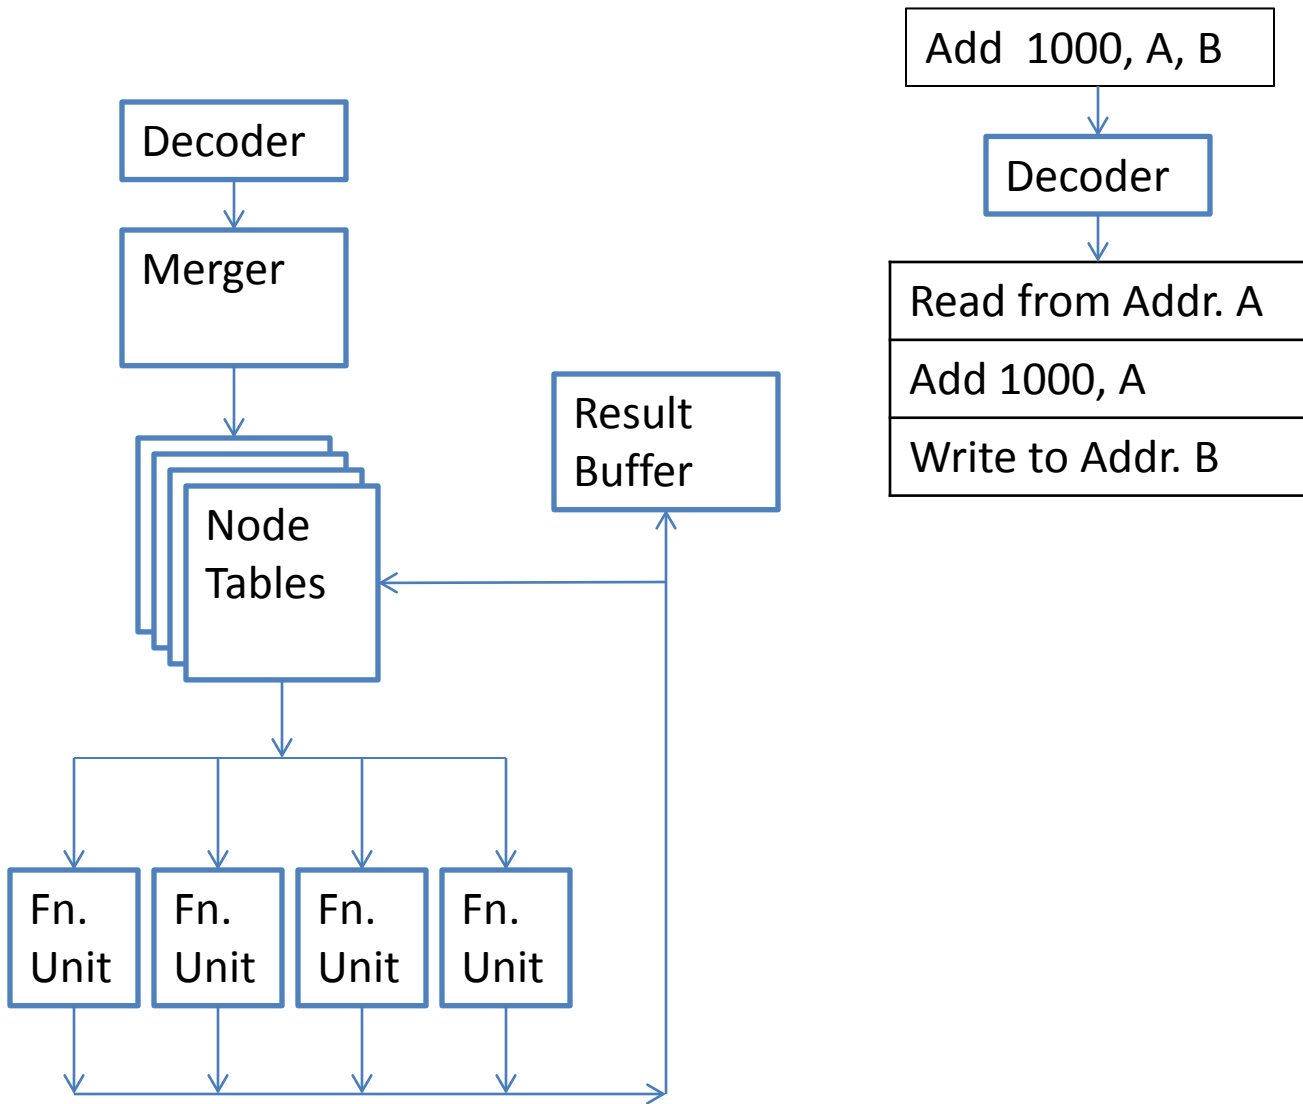 Decoder
Merger
Node
Tables
Result
Buffer
Fn.
Unit
Fn.
Unit
Fn.
Unit
Fn.
Unit
Add 1000, A, B
Decoder
Read from Addr. A
Add 1000, A
Write to Addr. B